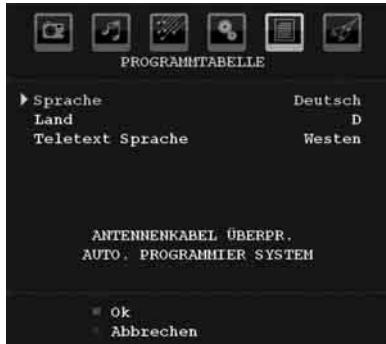 PROGRAMMTABELLE
Sprache Deutsch
Land D
Teletext Sprache Westen
ANTENNENKABEL ÜBERPR.
AUTO. PROGRAMMIER SYSTEM
Ok
Abbrechen